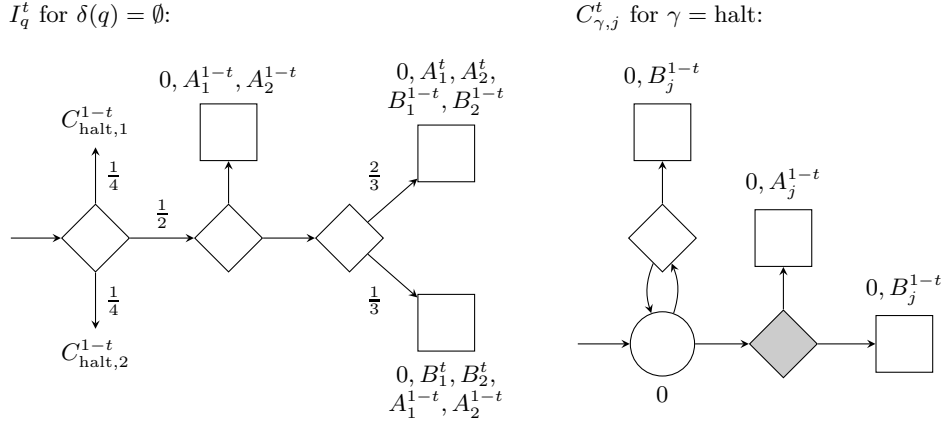 I_q^t for δ(q) = ∅:
C_{γ,j}^t for γ = halt:
0, A_1^{1−t}, A_2^{1−t}
0, A_1^t, A_2^t,
B_1^{1−t}, B_2^{1−t}
C_{halt,1}^{1−t}
1/4
1/2
2/3
1/4
1/3
C_{halt,2}^{1−t}
0, B_1^t, B_2^t,
A_1^{1−t}, A_2^{1−t}
0, B_j^{1−t}
0, A_j^{1−t}
0, B_j^{1−t}
0